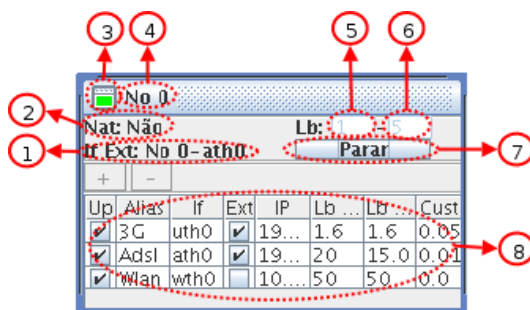 3 4 5 6
No 0
2 Nat: Não Lb: 1 - 5
1 If Ext: No 0-ath0 Parar 7
+ -
Up Alias If Ext IP Lb ... Lb ... Cust
3G uth0 19... 1.6 1.6 0.05
Adsl ath0 19... 20 15.0 0.01
Wlan wth0 10.... 50 50 0.0
8